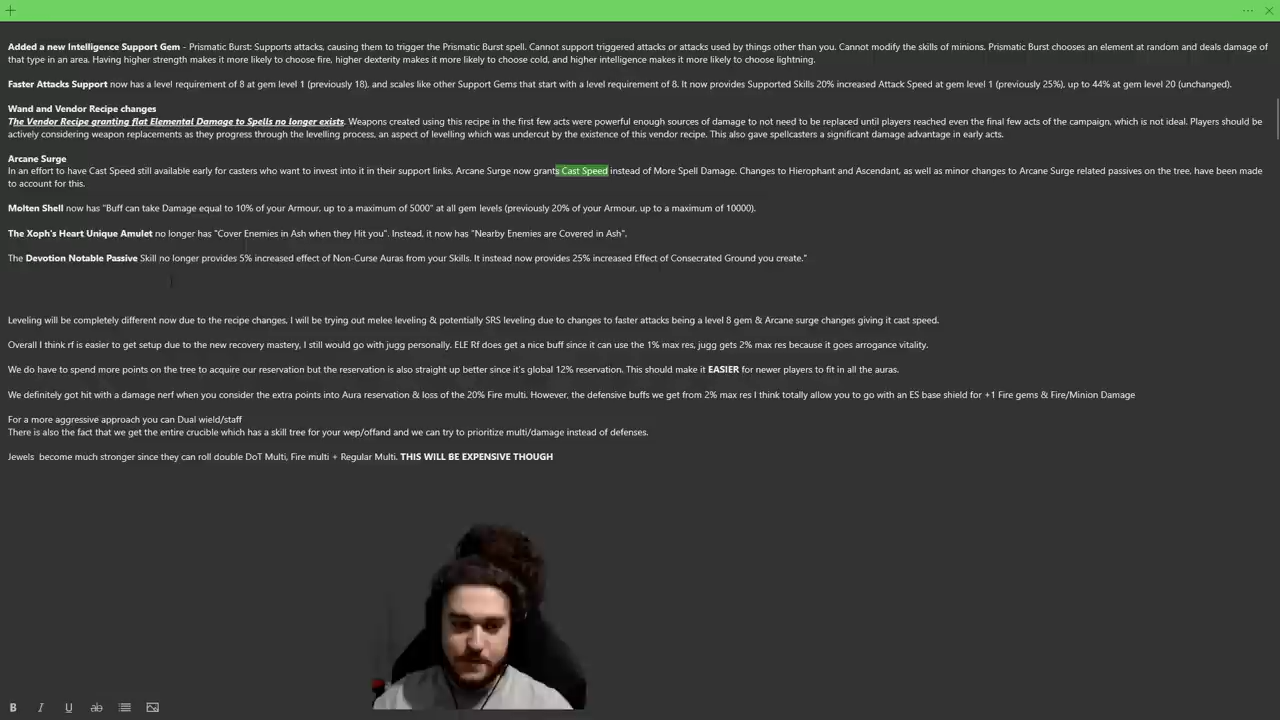 Added a new Intelligence Support Gem - Prismatic Burst: Supports attacks, causing them to trigger the Prismatic Burst spell. Cannot support triggered attacks or attacks used by things other than you. Cannot modify the skills of minions. Prismatic Burst chooses an element at random and deals damage of
that type in an area. Having higher strength makes it more likely to choose fire, higher dexterity makes it more likely to choose cold, and higher intelligence makes it more likely to choose lightning.
Faster Attacks Support now has a level requirement of 8 at gem level 1 (previously 18), and scales like other Support Gems that start with a level requirement of 8. It now provides Supported Skills 20% increased Attack Speed at gem level 1 (previously 25%), up to 44% at gem level 20 (unchanged).
Wand and Vendor Recipe changes
The Vendor Recipe granting flat Elemental Damage to Spells no longer exists. Weapons created using this recipe in the first few acts were powerful enough sources of damage to not need to be replaced until players reached even the final few acts of the campaign, which is not ideal. Players should be
actively considering weapon replacements as they progress through the levelling process, an aspect of levelling which was undercut by the existence of this vendor recipe. This also gave spellcasters a significant damage advantage in early acts.
Arcane Surge
In an effort to have Cast Speed still available early for casters who want to invest into it in their support links, Arcane Surge now grants Cast Speed instead of More Spell Damage. Changes to Hierophant and Ascendant, as well as minor changes to Arcane Surge related passives on the tree, have been made
to account for this.
Molten Shell now has "Buff can take Damage equal to 10% of your Armour, up to a maximum of 5000" at all gem levels (previously 20% of your Armour, up to a maximum of 10000).
The Xoph's Heart Unique Amulet no longer has "Cover Enemies in Ash when they Hit you". Instead, it now has "Nearby Enemies are Covered in Ash".
The Devotion Notable Passive Skill no longer provides 5% increased effect of Non-Curse Auras from your Skills. It instead now provides 25% increased Effect of Consecrated Ground you create."
Leveling will be completely different now due to the recipe changes, I will be trying out melee leveling & potentially SRS leveling due to changes to faster attacks being a level 8 gem & Arcane surge changes giving it cast speed.
Overall I think rf is easier to get setup due to the new recovery mastery, I still would go with jugg personally. ELE Rf does get a nice buff since it can use the 1% max res, jugg gets 2% max res because it goes arrogance vitality.
We do have to spend more points on the tree to acquire our reservation but the reservation is also straight up better since it's global 12% reservation. This should make it EASIER for newer players to fit in all the auras.
We definitely got hit with a damage nerf when you consider the extra points into Aura reservation & loss of the 20% Fire multi. However, the defensive buffs we get from 2% max res I think totally allow you to go with an ES base shield for +1 Fire gems & Fire/Minion Damage
For a more aggressive approach you can Dual wield/staff
There is also the fact that we get the entire crucible which has a skill tree for your wep/offand and we can try to prioritize multi/damage instead of defenses.
Jewels become much stronger since they can roll double DoT Multi, Fire multi + Regular Multi. THIS WILL BE EXPENSIVE THOUGH
B I U ab